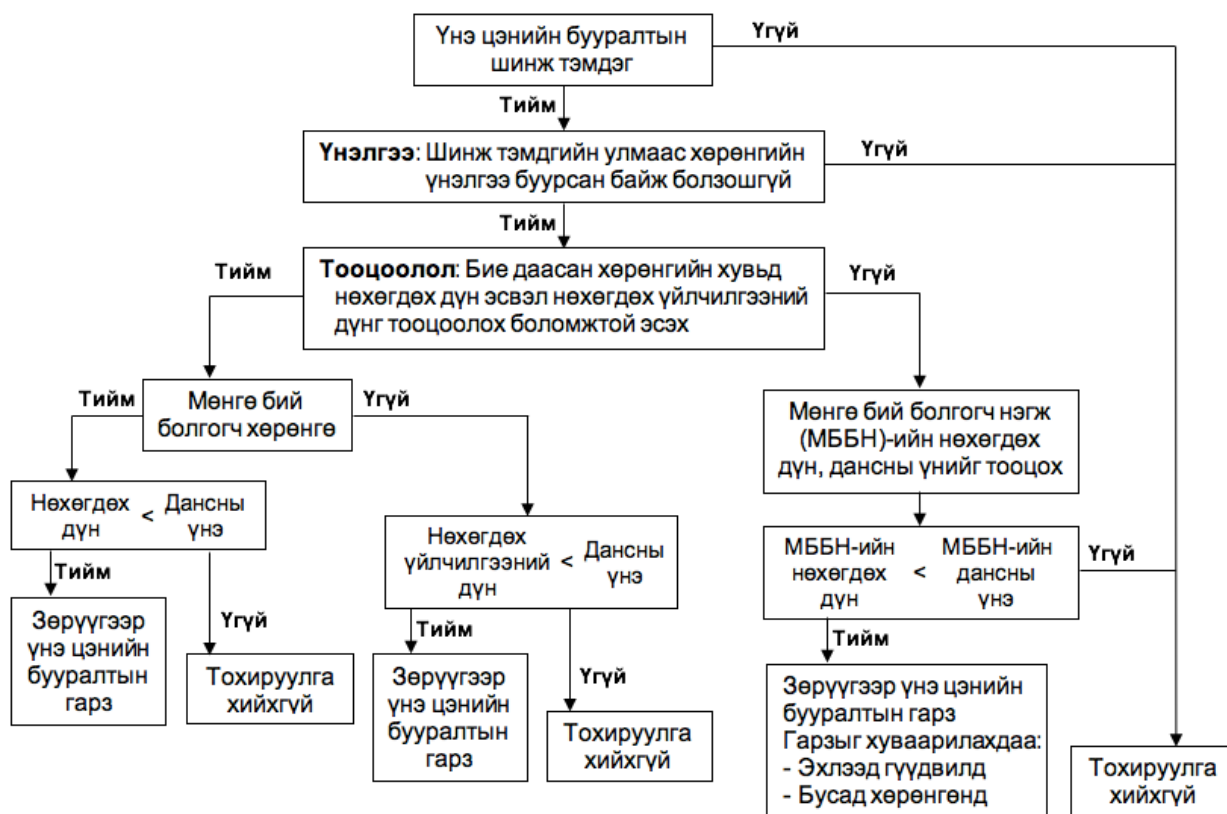 Үнэ цэнийн бууралтын
шинж тэмдэг
Үгүй
Тийм
Үнэлгээ: Шинж тэмдгийн улмаас хөрөнгийн
үнэлгээ буурсан байж болзошгүй
Үгүй
Тийм
Тооцоолол: Бие даасан хөрөнгийн хувьд
нөхөгдөх дүн эсвэл нөхөгдөх үйлчилгээний
дүнг тооцоолох боломжтой эсэх
Тийм
Үгүй
Мөнгө бий
болгогч хөрөнгө
Тийм
Үгүй
Мөнгө бий болгогч нэгж
(МББН)-ийн нөхөгдөх
дүн, дансны үнийг тооцох
Нөхөгдөх
дүн
<
Дансны
үнэ
Нөхөгдөх
үйлчилгээний
дүн
<
Дансны
үнэ
МББН-ийн
нөхөгдөх
дүн
<
МББН-ийн
дансны
үнэ
Үгүй
Тийм
Үгүй
Зөрүүгээр
үнэ цэнийн
бууралтын
гарз
Тохируулга
хийхгүй
Тийм
Үгүй
Зөрүүгээр
үнэ цэнийн
бууралтын
гарз
Тохируулга
хийхгүй
Тийм
Зөрүүгээр үнэ цэнийн
бууралтын гарз
Гарзыг хуваарилахдаа:
- Эхлээд гүүдвилд
- Бусад хөрөнгөнд
Тохируулга
хийхгүй